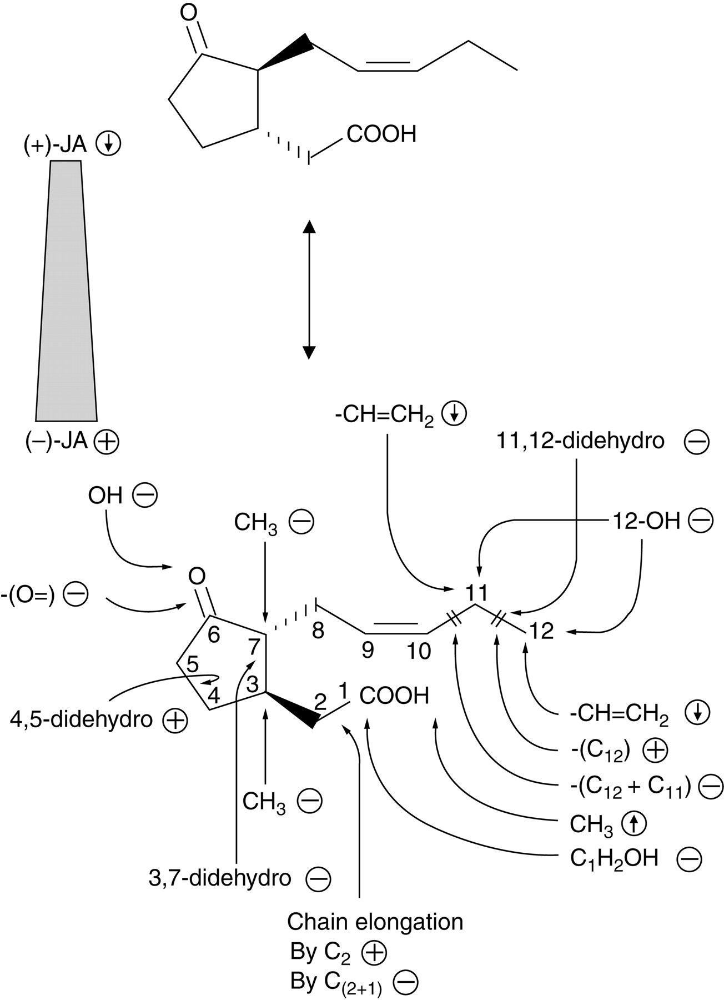 O
COOH
(+)-JA ↓
(–)-JA +
-CH=CH₂ ↓
11,12-didehydro −
OH −
CH₃ −
12-OH −
O
-(O=) −
11
6
7
8
9
10
12
5
4
3
2
1
COOH
4,5-didehydro +
-CH=CH₂ ↓
-(C₁₂) +
-(C₁₂ + C₁₁) −
CH₃ −
CH₃ ↑
C₁H₂OH −
3,7-didehydro −
Chain elongation
By C₂ +
By C₍₂₊₁₎ −